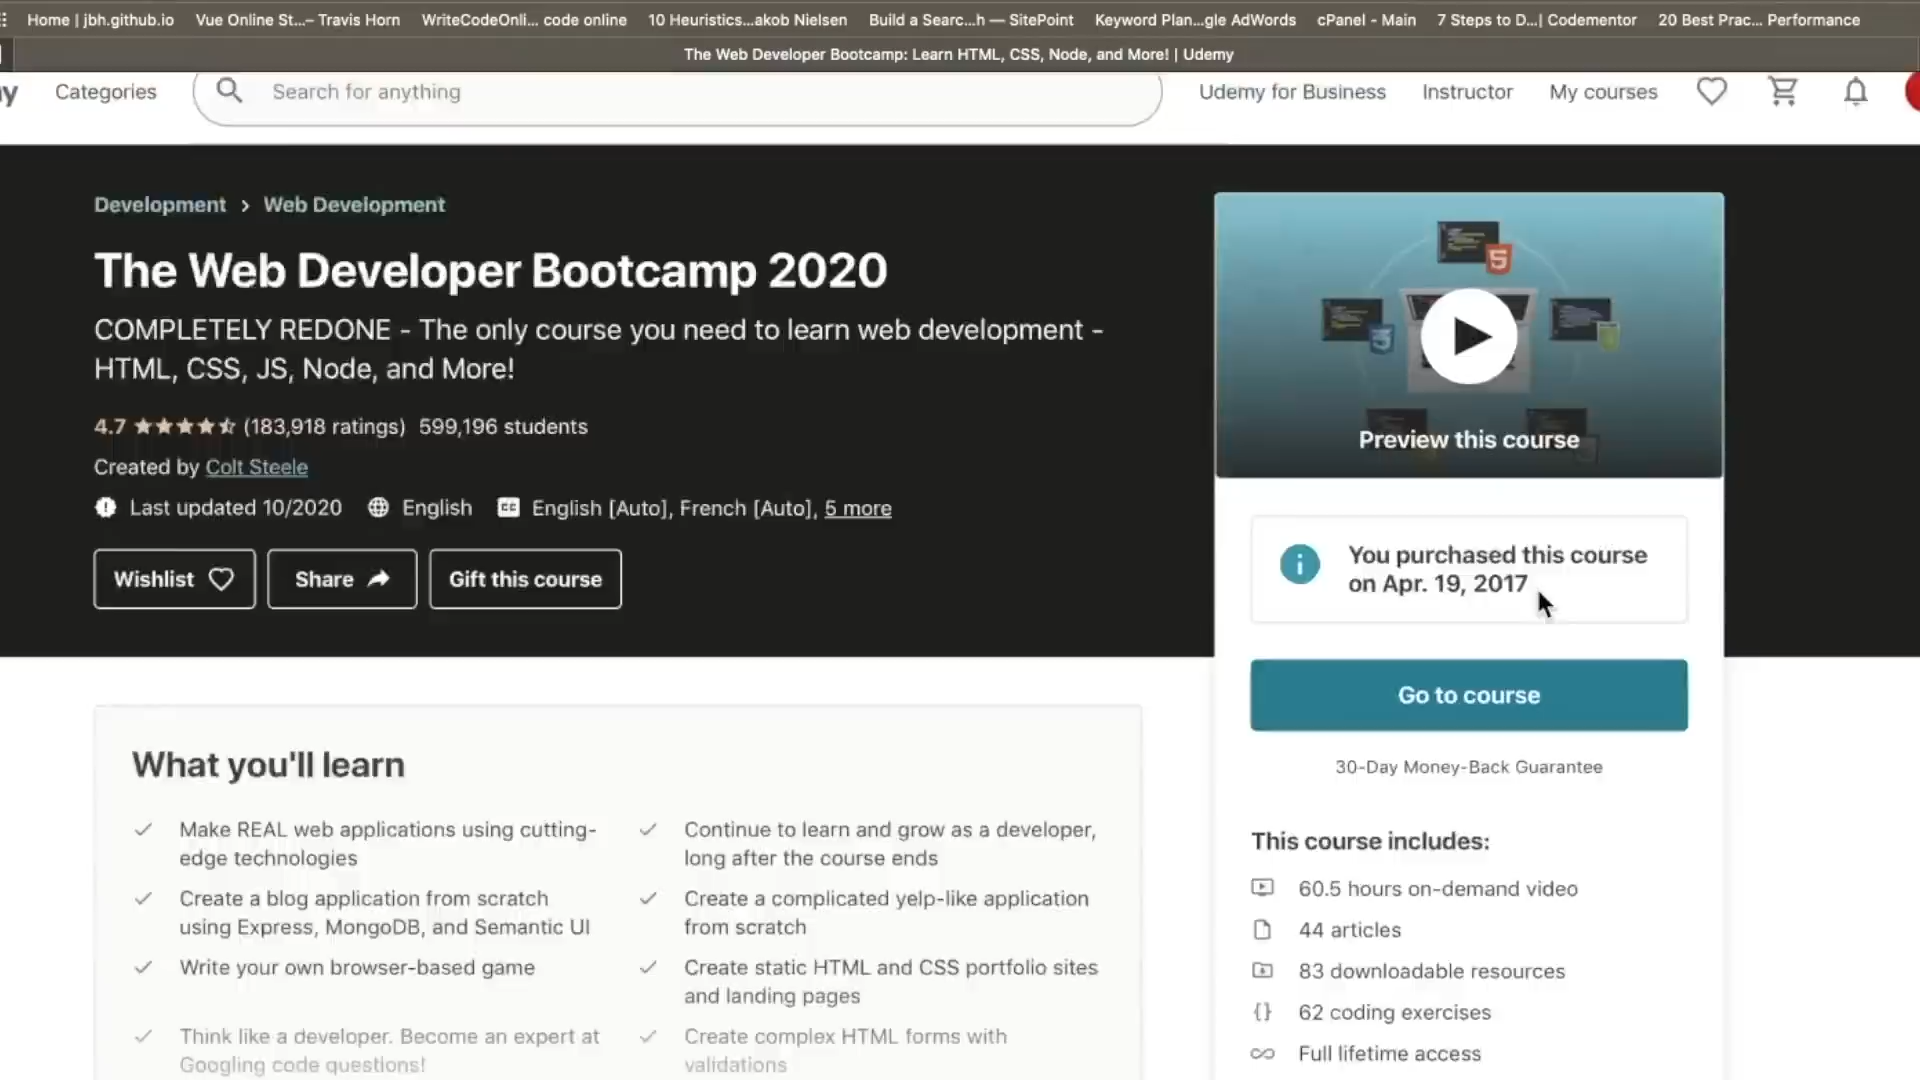 Home | jbh.github.io Vue Online St...– Travis Horn WriteCodeOnli... code online 10 Heuristics...akob Nielsen Build a Searc...h — SitePoint Keyword Plan...gle AdWords cPanel - Main 7 Steps to D...| Codementor 20 Best Prac... Performance
The Web Developer Bootcamp: Learn HTML, CSS, Node, and More! | Udemy
y Categories Search for anything Udemy for Business Instructor My courses
Development › Web Development
The Web Developer Bootcamp 2020
COMPLETELY REDONE - The only course you need to learn web development -
HTML, CSS, JS, Node, and More!
4.7 (183,918 ratings) 599,196 students
Created by Colt Steele
Last updated 10/2020 English English [Auto], French [Auto], 5 more
Wishlist Share Gift this course
Preview this course
You purchased this course
on Apr. 19, 2017
Go to course
30-Day Money-Back Guarantee
This course includes:
60.5 hours on-demand video
44 articles
83 downloadable resources
62 coding exercises
Full lifetime access
What you'll learn
Make REAL web applications using cutting-
edge technologies
Create a blog application from scratch
using Express, MongoDB, and Semantic UI
Write your own browser-based game
Think like a developer. Become an expert at
Googling code questions!
Continue to learn and grow as a developer,
long after the course ends
Create a complicated yelp-like application
from scratch
Create static HTML and CSS portfolio sites
and landing pages
Create complex HTML forms with
validations